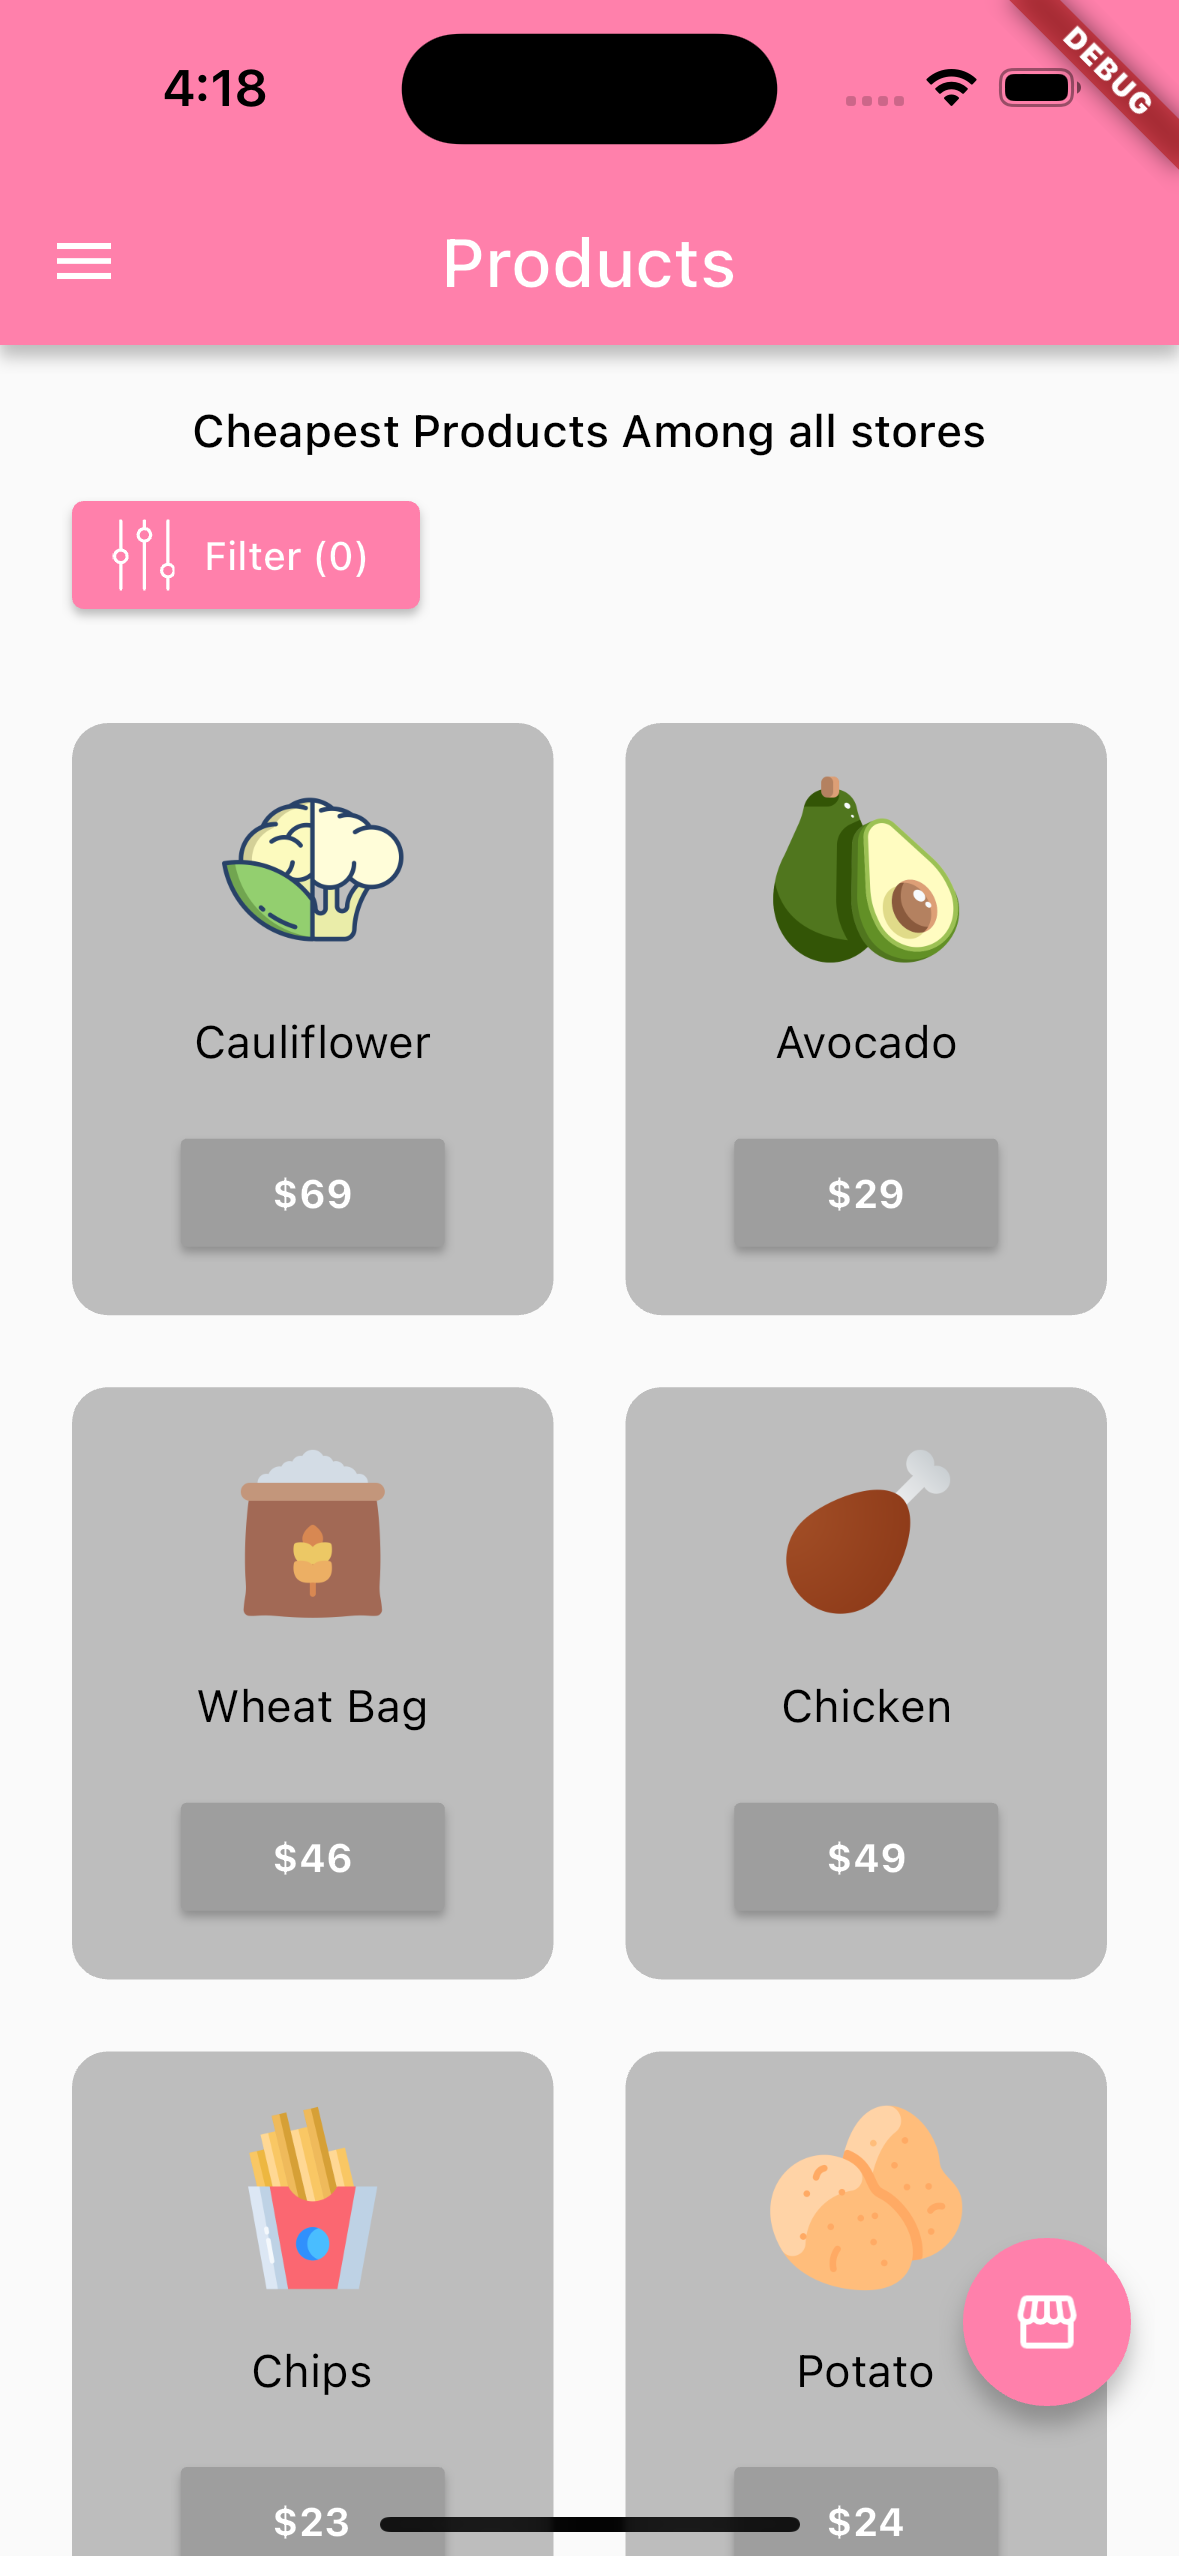 4:18
DEBUG
Products
Cheapest Products Among all stores
Filter (0)
Cauliflower
Avocado
$69
$29
Wheat Bag
Chicken
$46
$49
Chips
Potato
$23
$24